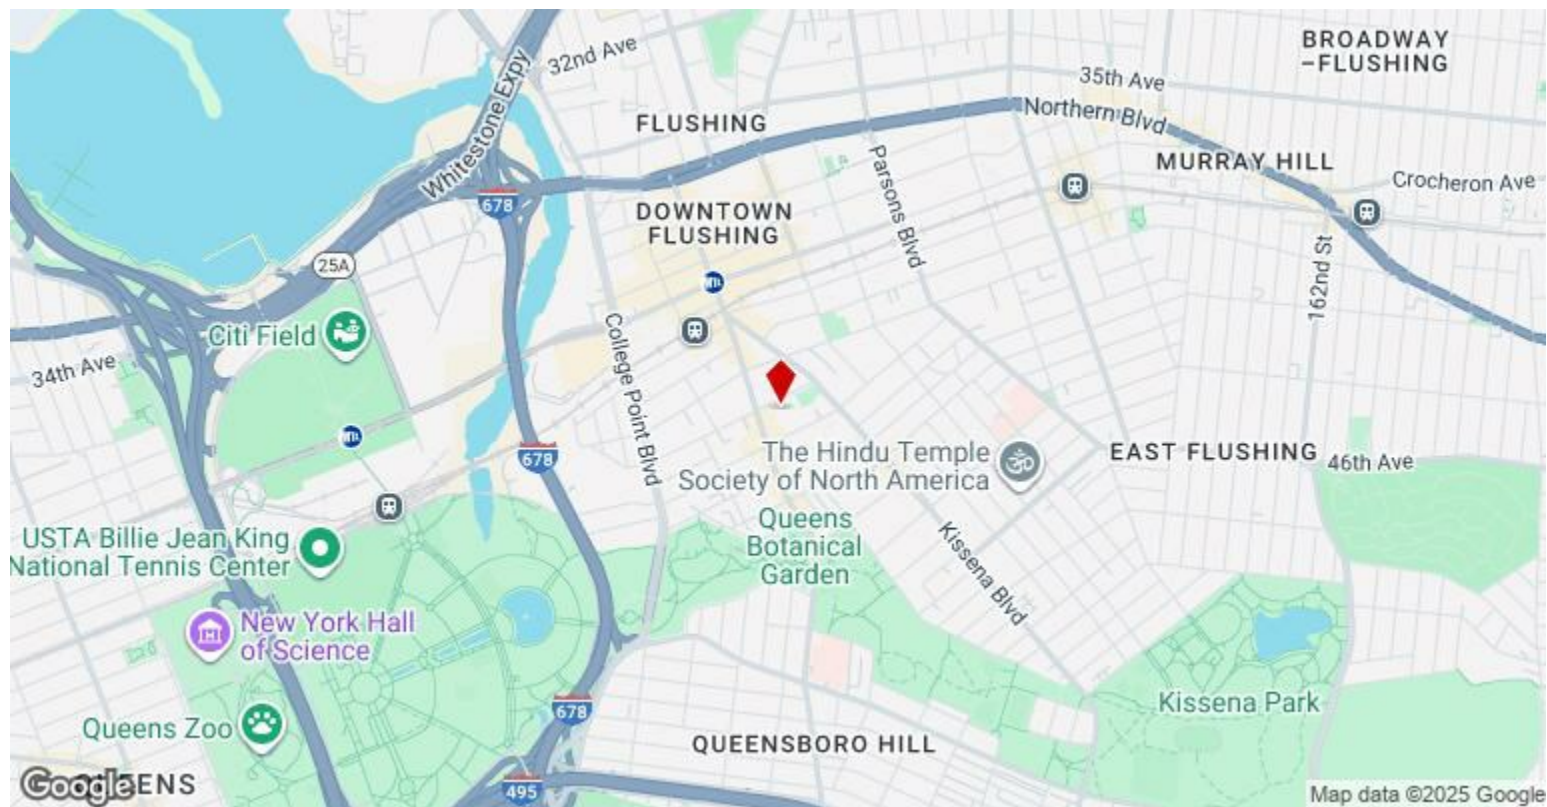 BROADWAY
–FLUSHING
32nd Ave
Whitestone Expy
35th Ave
Northern Blvd
FLUSHING
Parsons Blvd
MURRAY HILL
Crocheron Ave
678
DOWNTOWN
FLUSHING
25A
162nd St
Citi Field
34th Ave
College Point Blvd
678
The Hindu Temple
Society of North America
EAST FLUSHING
46th Ave
USTA Billie Jean King
National Tennis Center
Queens
Botanical
Garden
Kissena Blvd
New York Hall
of Science
Kissena Park
678
Queens Zoo
QUEENSBORO HILL
Google
QUEENS
495
Map data ©2025 Google